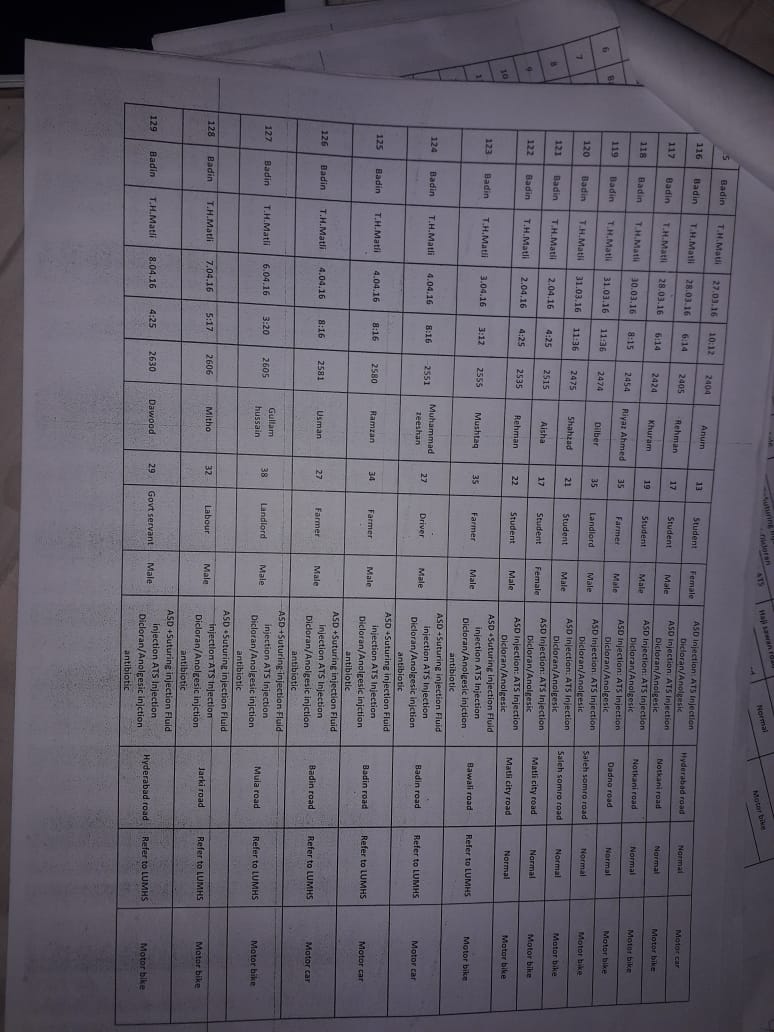 Suturing inj
Dicloran ATS Haji sawan road Normal Motor bike
5 Badin T.H.Matli 27.03.16 10:12 2404 Anum 13 Student Female ASD Injection: ATS Injection Dicloran/Anolgesic Hyderabad road Normal Motor car
116 Badin T.H.Matli 28.03.16 6:14 2405 Rehman 17 Student Male ASD Injection: ATS Injection Dicloran/Anolgesic Notkani road Normal Motor bike
117 Badin T.H.Matli 28.03.16 6:14 2424 Khuram 19 Student Male ASD Injection: ATS Injection Dicloran/Anolgesic Notkani road Normal Motor bike
118 Badin T.H.Matli 30.03.16 8:15 2454 Riyaz Ahmed 35 Farmer Male ASD Injection: ATS Injection Dicloran/Anolgesic Dadno road Normal Motor bike
119 Badin T.H.Matli 31.03.16 11:36 2474 Dilber 35 Landlord Male ASD Injection: ATS Injection Dicloran/Anolgesic Saleh somro road Normal Motor bike
120 Badin T.H.Matli 31.03.16 11:36 2475 Shahzad 21 Student Male ASD Injection: ATS Injection Dicloran/Anolgesic Saleh somro road Normal Motor bike
121 Badin T.H.Matli 2.04.16 4:25 2515 Aisha 17 Student Female ASD Injection: ATS Injection Dicloran/Anolgesic Matli city road Normal Motor bike
122 Badin T.H.Matli 2.04.16 4:25 2535 Rehman 22 Student Male ASD Injection: ATS Injection Dicloran/Anolgesic Matli city road Normal Motor bike
123 Badin T.H.Matli 3.04.16 3:12 2555 Mushtaq 35 Farmer Male ASD +Suturing injection Fluid injection ATS Injection Dicloran/Anolgesic injction antibiotic Bawali road Refer to LUMHS Motor bike
124 Badin T.H.Matli 4.04.16 8:16 2551 Muhammad zeeshan 27 Driver Male ASD +Suturing injection Fluid injection ATS Injection Dicloran/Anolgesic injction antibiotic Badin road Refer to LUMHS Motor car
125 Badin T.H.Matli 4.04.16 8:16 2580 Ramzan 34 Farmer Male ASD +Suturing injection Fluid injection ATS Injection Dicloran/Anolgesic injction antibiotic Badin road Refer to LUMHS Motor car
126 Badin T.H.Matli 4.04.16 8:16 2581 Usman 27 Farmer Male ASD +Suturing injection Fluid injection ATS Injection Dicloran/Anolgesic injction antibiotic Badin road Refer to LUMHS Motor car
127 Badin T.H.Matli 6.04.16 3:20 2605 Gullam hussain 38 Landlord Male ASD +Suturing injection Fluid injection ATS Injection Dicloran/Anolgesic injction antibiotic Muia road Refer to LUMHS Motor bike
128 Badin T.H.Matli 7.04.16 5:17 2606 Mitho 32 Labour Male ASD +Suturing injection Fluid injection ATS Injection Dicloran/Anolgesic injction antibiotic Jarki road Refer to LUMHS Motor bike
129 Badin T.H.Matli 8.04.16 4:25 2630 Dawood 29 Govt servant Male ASD +Suturing injection Fluid injection ATS Injection Dicloran/Anolgesic injction antibiotic Hyderabad road Refer to LUMHS Motor bike
6
7
8
9
10